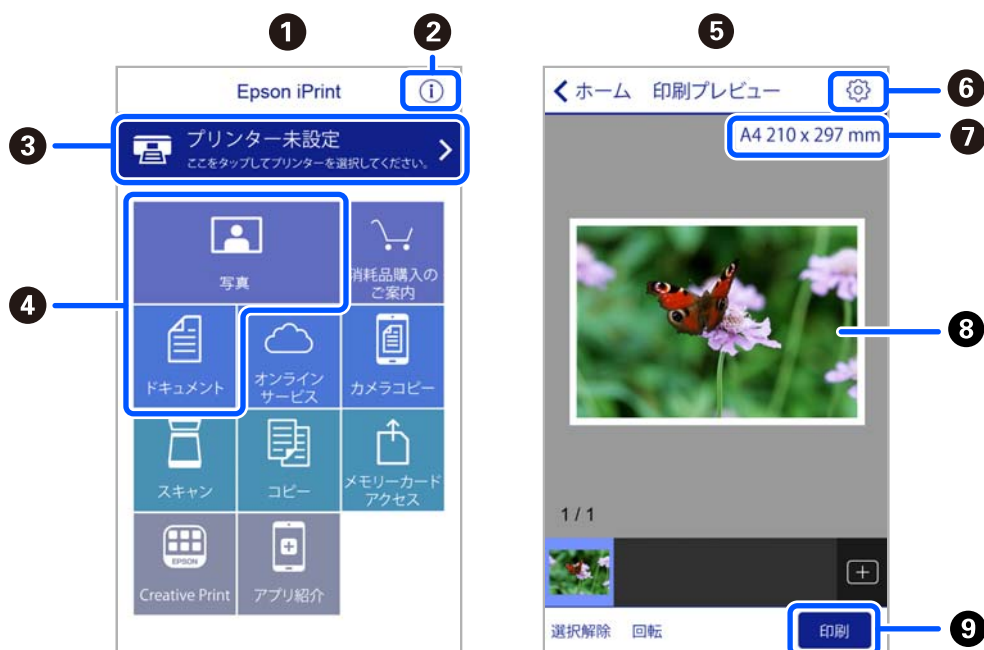 1
2
5
Epson iPrint
i
ホーム 印刷プレビュー
6
3
プリンター未設定
ここをタップしてプリンターを選択してください。
A4 210 x 297 mm
7
4
写真
消耗品購入の
ご案内
8
ドキュメント
オンライン
サービス
カメラコピー
スキャン
コピー
メモリーカード
アクセス
1 / 1
EPSON
Creative Print
アプリ紹介
選択解除 回転
印刷
9